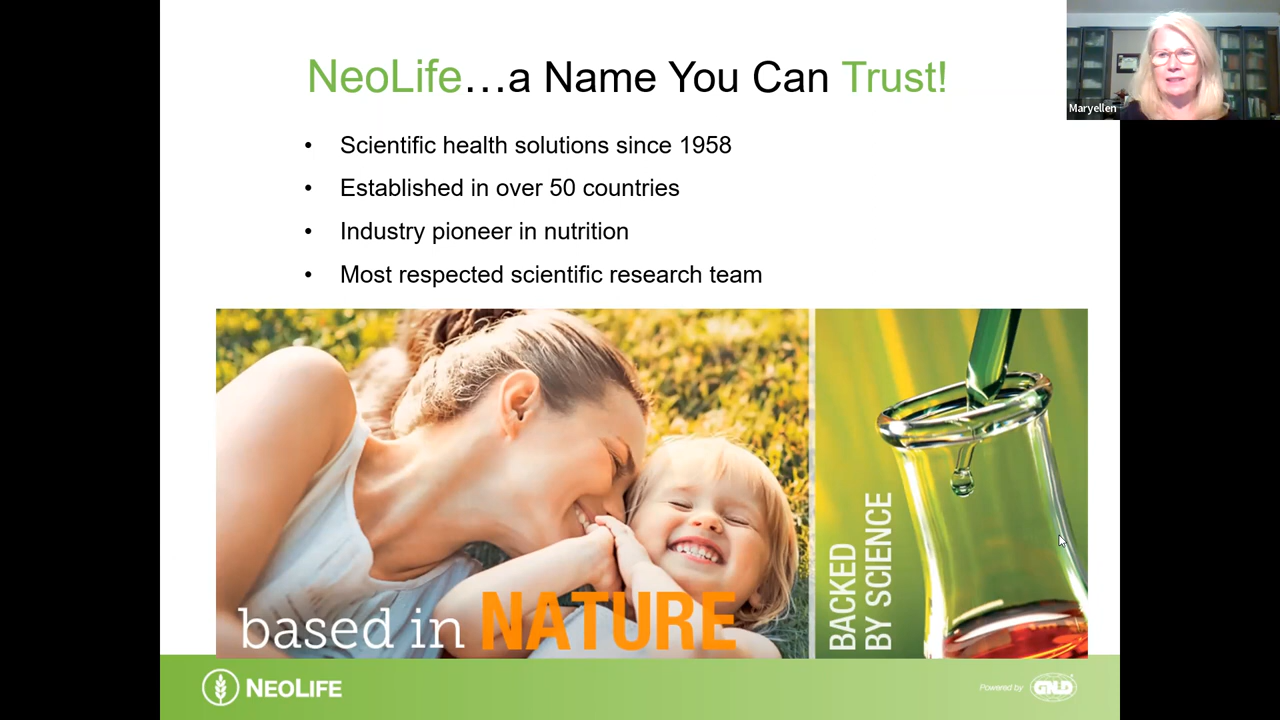 NeoLife…a Name You Can Trust!
Maryellen
• Scientific health solutions since 1958
• Established in over 50 countries
• Industry pioneer in nutrition
• Most respected scientific research team
based in NATURE
BACKED
BY SCIENCE
NEOLIFE
Powered by GNLD